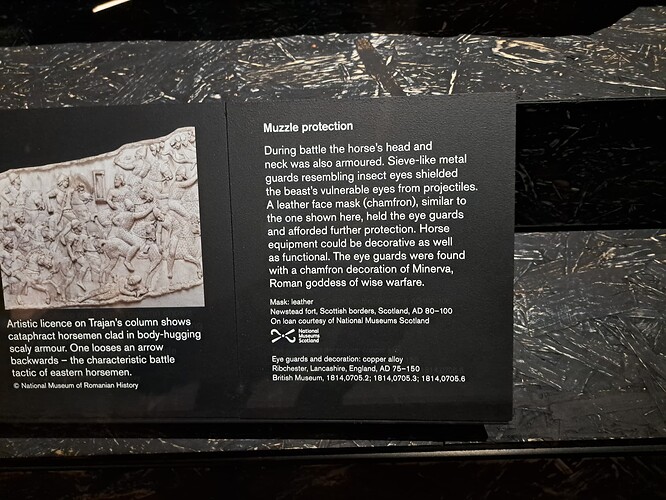 Artistic licence on Trajan's column shows
cataphract horsemen clad in body-hugging
scaly armour. One looses an arrow
backwards – the characteristic battle
tactic of eastern horsemen.
© National Museum of Romanian History
Muzzle protection
During battle the horse's head and
neck was also armoured. Sieve-like metal
guards resembling insect eyes shielded
the beast's vulnerable eyes from projectiles.
A leather face mask (chamfron), similar to
the one shown here, held the eye guards
and afforded further protection. Horse
equipment could be decorative as well
as functional. The eye guards were found
with a chamfron decoration of Minerva,
Roman goddess of wise warfare.
Mask: leather
Newstead fort, Scottish borders, Scotland, AD 80–100
On loan courtesy of National Museums Scotland
National
Museums
Scotland
Eye guards and decoration: copper alloy
Ribchester, Lancashire, England, AD 75–150
British Museum, 1814,0705.2; 1814,0705.3; 1814,0705.6